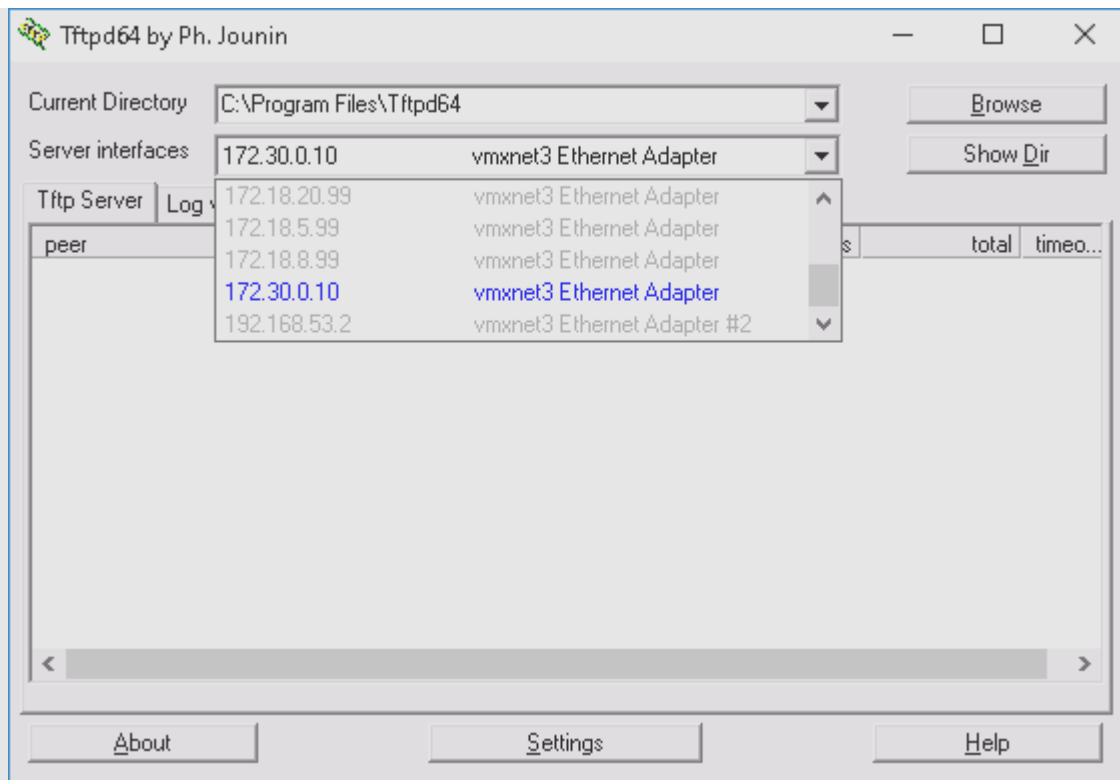 Tftpd64 by Ph. Jounin
Current Directory C:\Program Files\Tftpd64 Browse
Server interfaces 172.30.0.10 vmxnet3 Ethernet Adapter Show Dir
Tftp Server Log
172.18.20.99 vmxnet3 Ethernet Adapter
172.18.5.99 vmxnet3 Ethernet Adapter
peer s total timeo...
172.18.8.99 vmxnet3 Ethernet Adapter
172.30.0.10 vmxnet3 Ethernet Adapter
192.168.53.2 vmxnet3 Ethernet Adapter #2
About Settings Help